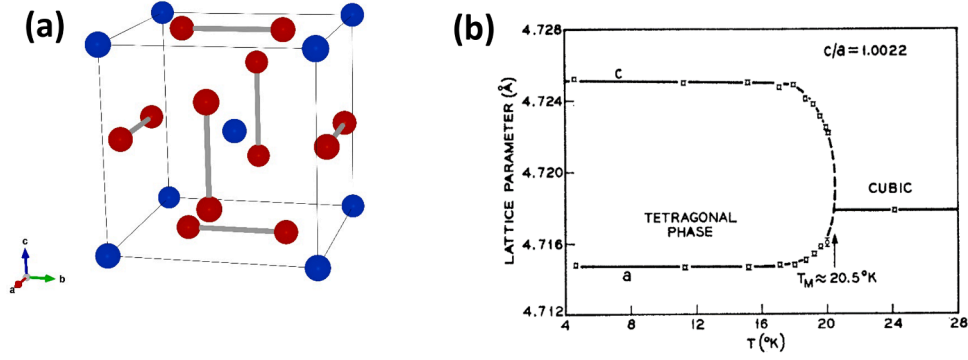 (a)
c
b
a
(b)
c/a = 1.0022
LATTICE PARAMETER (Å)
4.728
4.724
4.720
4.716
4.712
c
a
TETRAGONAL
PHASE
CUBIC
T_M ≈ 20.5°K
4
8
12
16
20
24
28
T(°K)